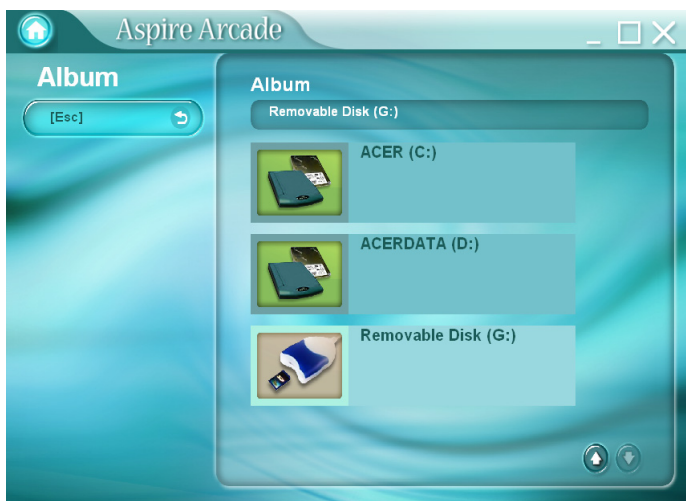 Aspire Arcade
Album
[Esc]
Album
Removable Disk (G:)
ACER (C:)
ACERDATA (D:)
Removable Disk (G:)